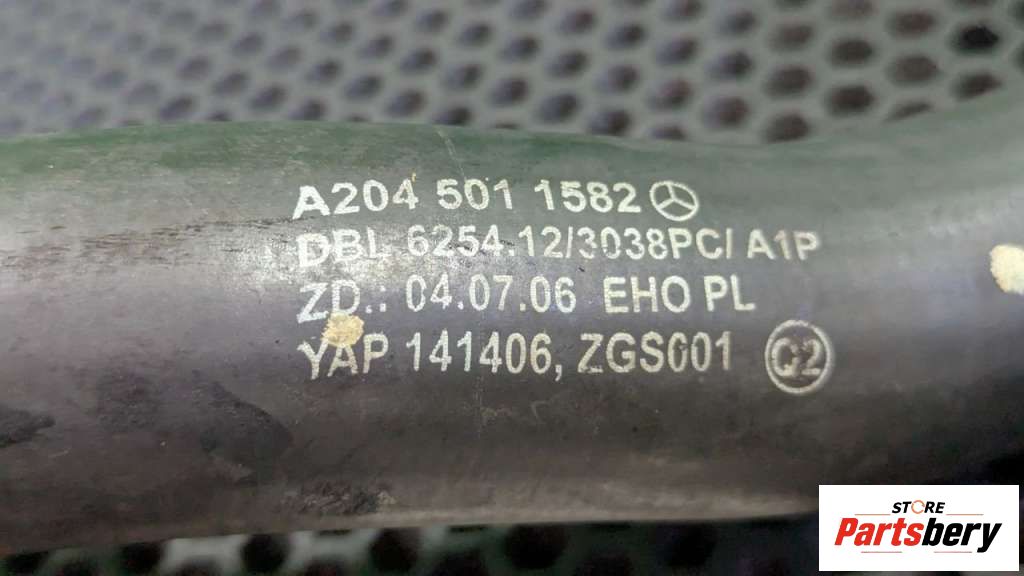 A204 501 1582
DBL 6254.12/3038PC/ A1P
ZD.: 04.07.06 EHO PL
YAP 141406, ZGS001 Q2
STORE
Partsbery